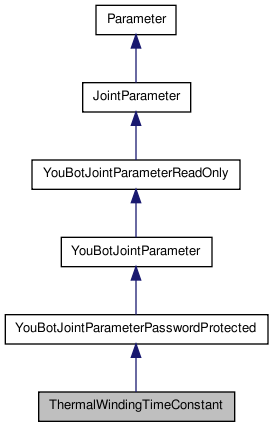 Parameter
JointParameter
YouBotJointParameterReadOnly
YouBotJointParameter
YouBotJointParameterPasswordProtected
ThermalWindingTimeConstant